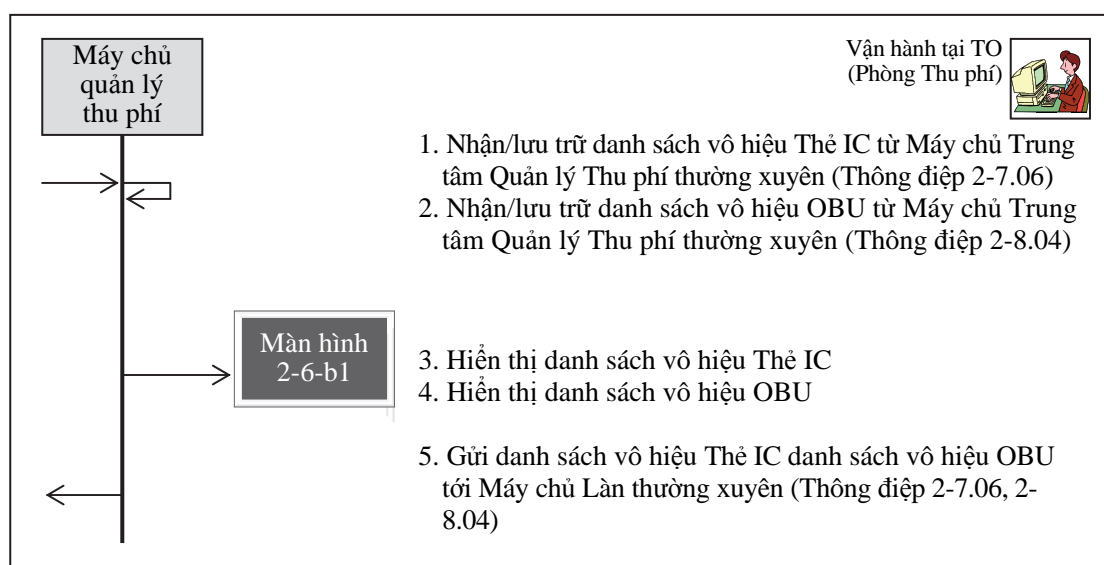 Máy chủ
quản lý
thu phí
Vận hành tại TO
(Phòng Thu phí)
1. Nhận/lưu trữ danh sách vô hiệu Thẻ IC từ Máy chủ Trung
tâm Quản lý Thu phí thường xuyên (Thông điệp 2-7.06)
2. Nhận/lưu trữ danh sách vô hiệu OBU từ Máy chủ Trung
tâm Quản lý Thu phí thường xuyên (Thông điệp 2-8.04)
Màn hình
2-6-b1
3. Hiển thị danh sách vô hiệu Thẻ IC
4. Hiển thị danh sách vô hiệu OBU
5. Gửi danh sách vô hiệu Thẻ IC danh sách vô hiệu OBU
tới Máy chủ Làn thường xuyên (Thông điệp 2-7.06, 2-
8.04)